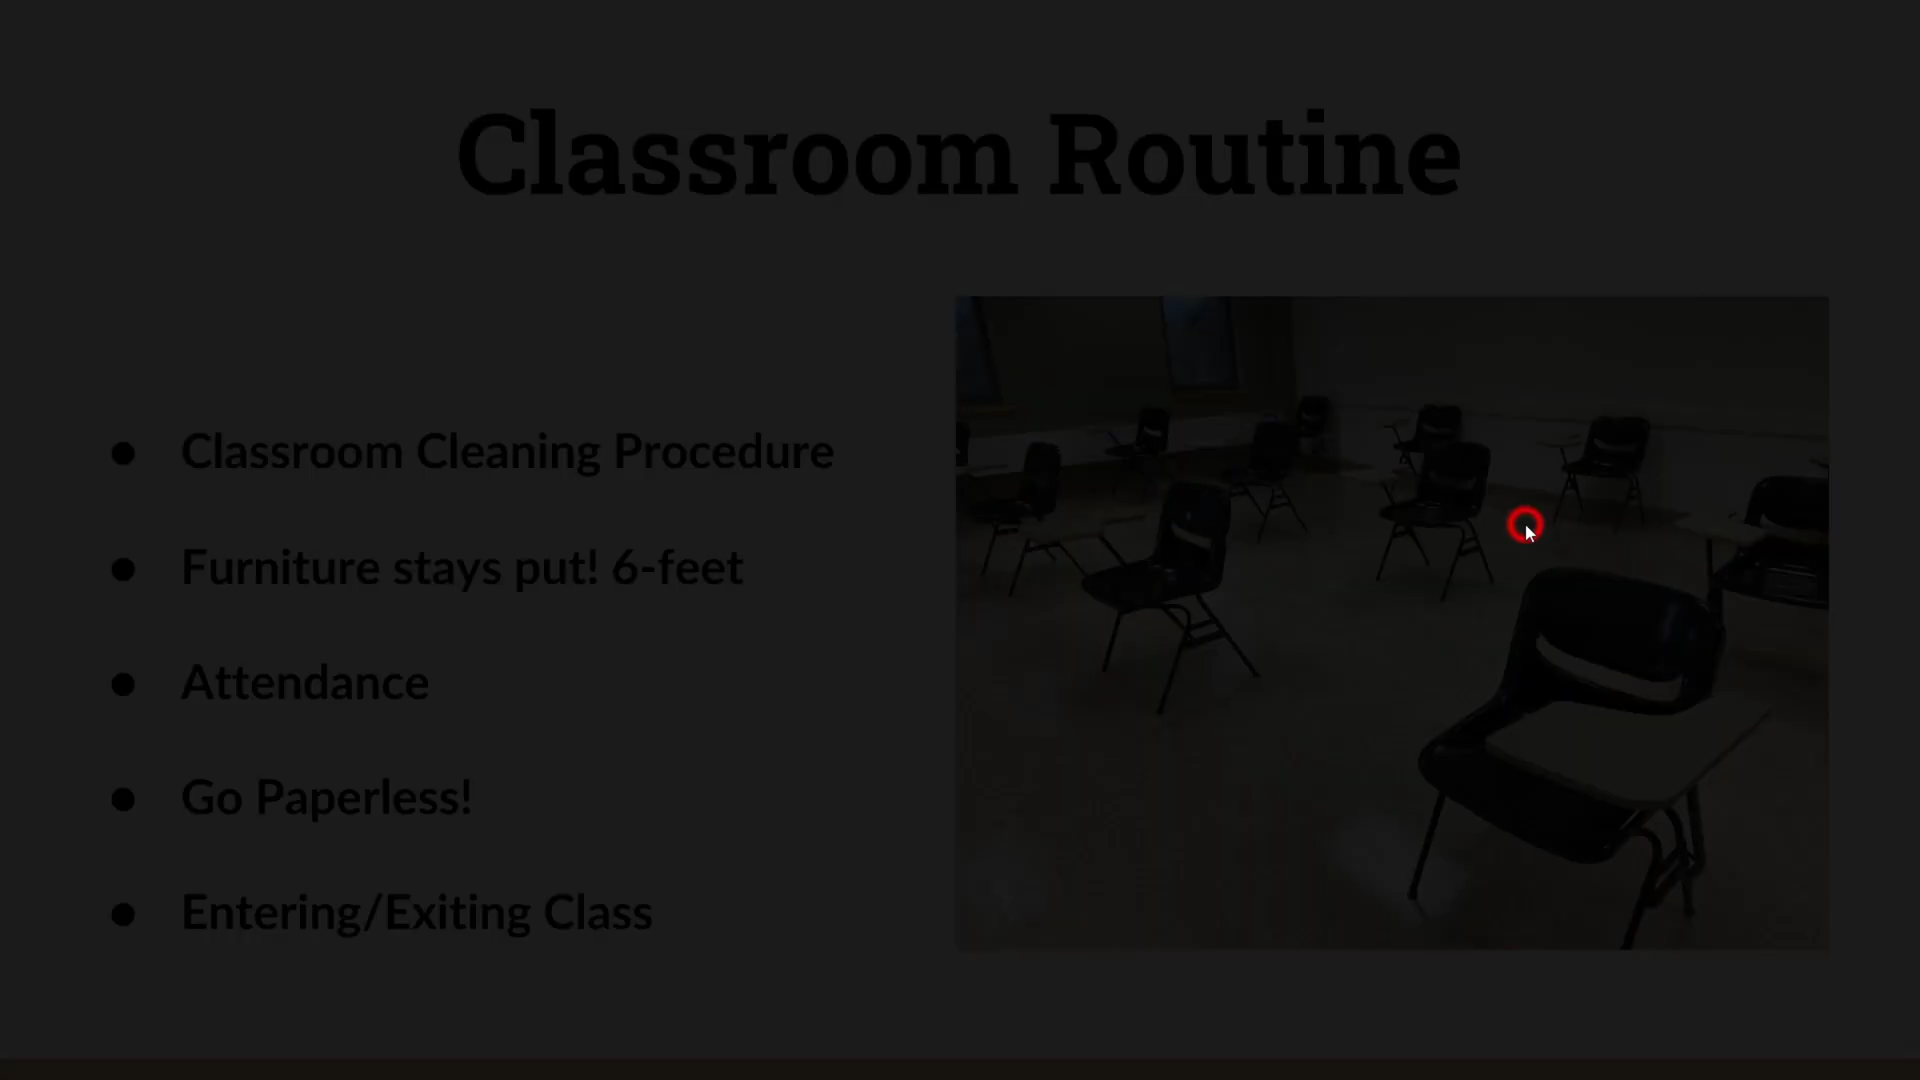 Classroom Routine
Classroom Cleaning Procedure
Furniture stays put! 6-feet
Attendance
Go Paperless!
Entering/Exiting Class